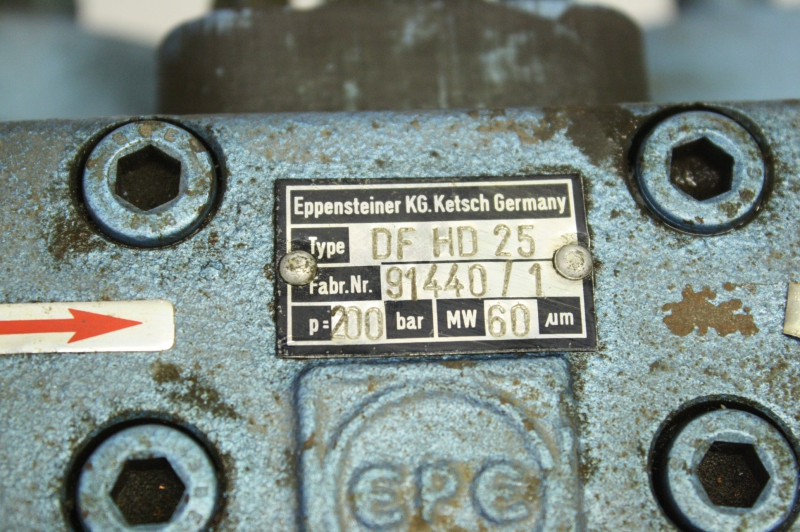 Eppensteiner KG. Ketsch Germany
Type DF HD 25
Fabr.Nr. 91440/1
p=200 bar MW 60 µm
EPE